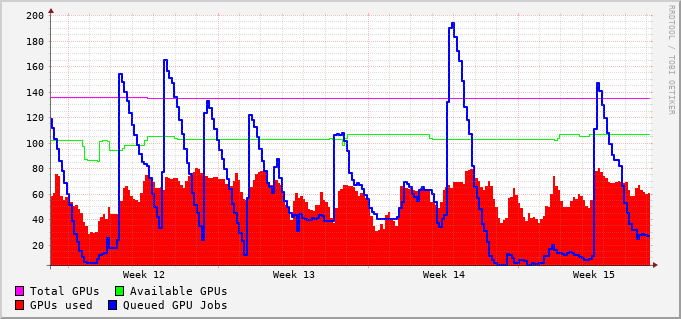 200
180
160
140
120
100
80
60
40
20
Week 12 Week 13 Week 14 Week 15
Total GPUs Available GPUs
GPUs used Queued GPU Jobs
RRDTOOL / TOBI OETIKER